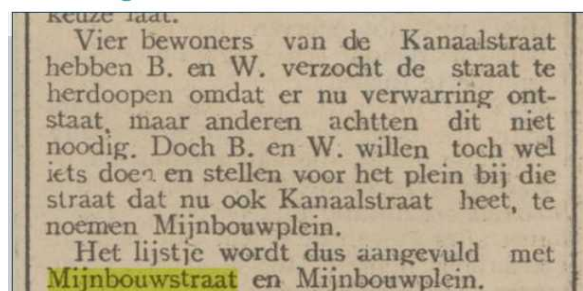 keuze laat.
Vier bewoners van de Kanaalstraat
hebben B. en W. verzocht de straat te
herdoopen omdat er nu verwarring ont-
staat, maar anderen achtten dit niet
noodig. Doch B. en W. willen toch wel
iets doen en stellen voor het plein bij die
straat dat nu ook Kanaalstraat heet, te
noemen Mijnbouwplein.
Het lijstje wordt dus aangevuld met
Mijnbouwstraat en Mijnbouwplein.